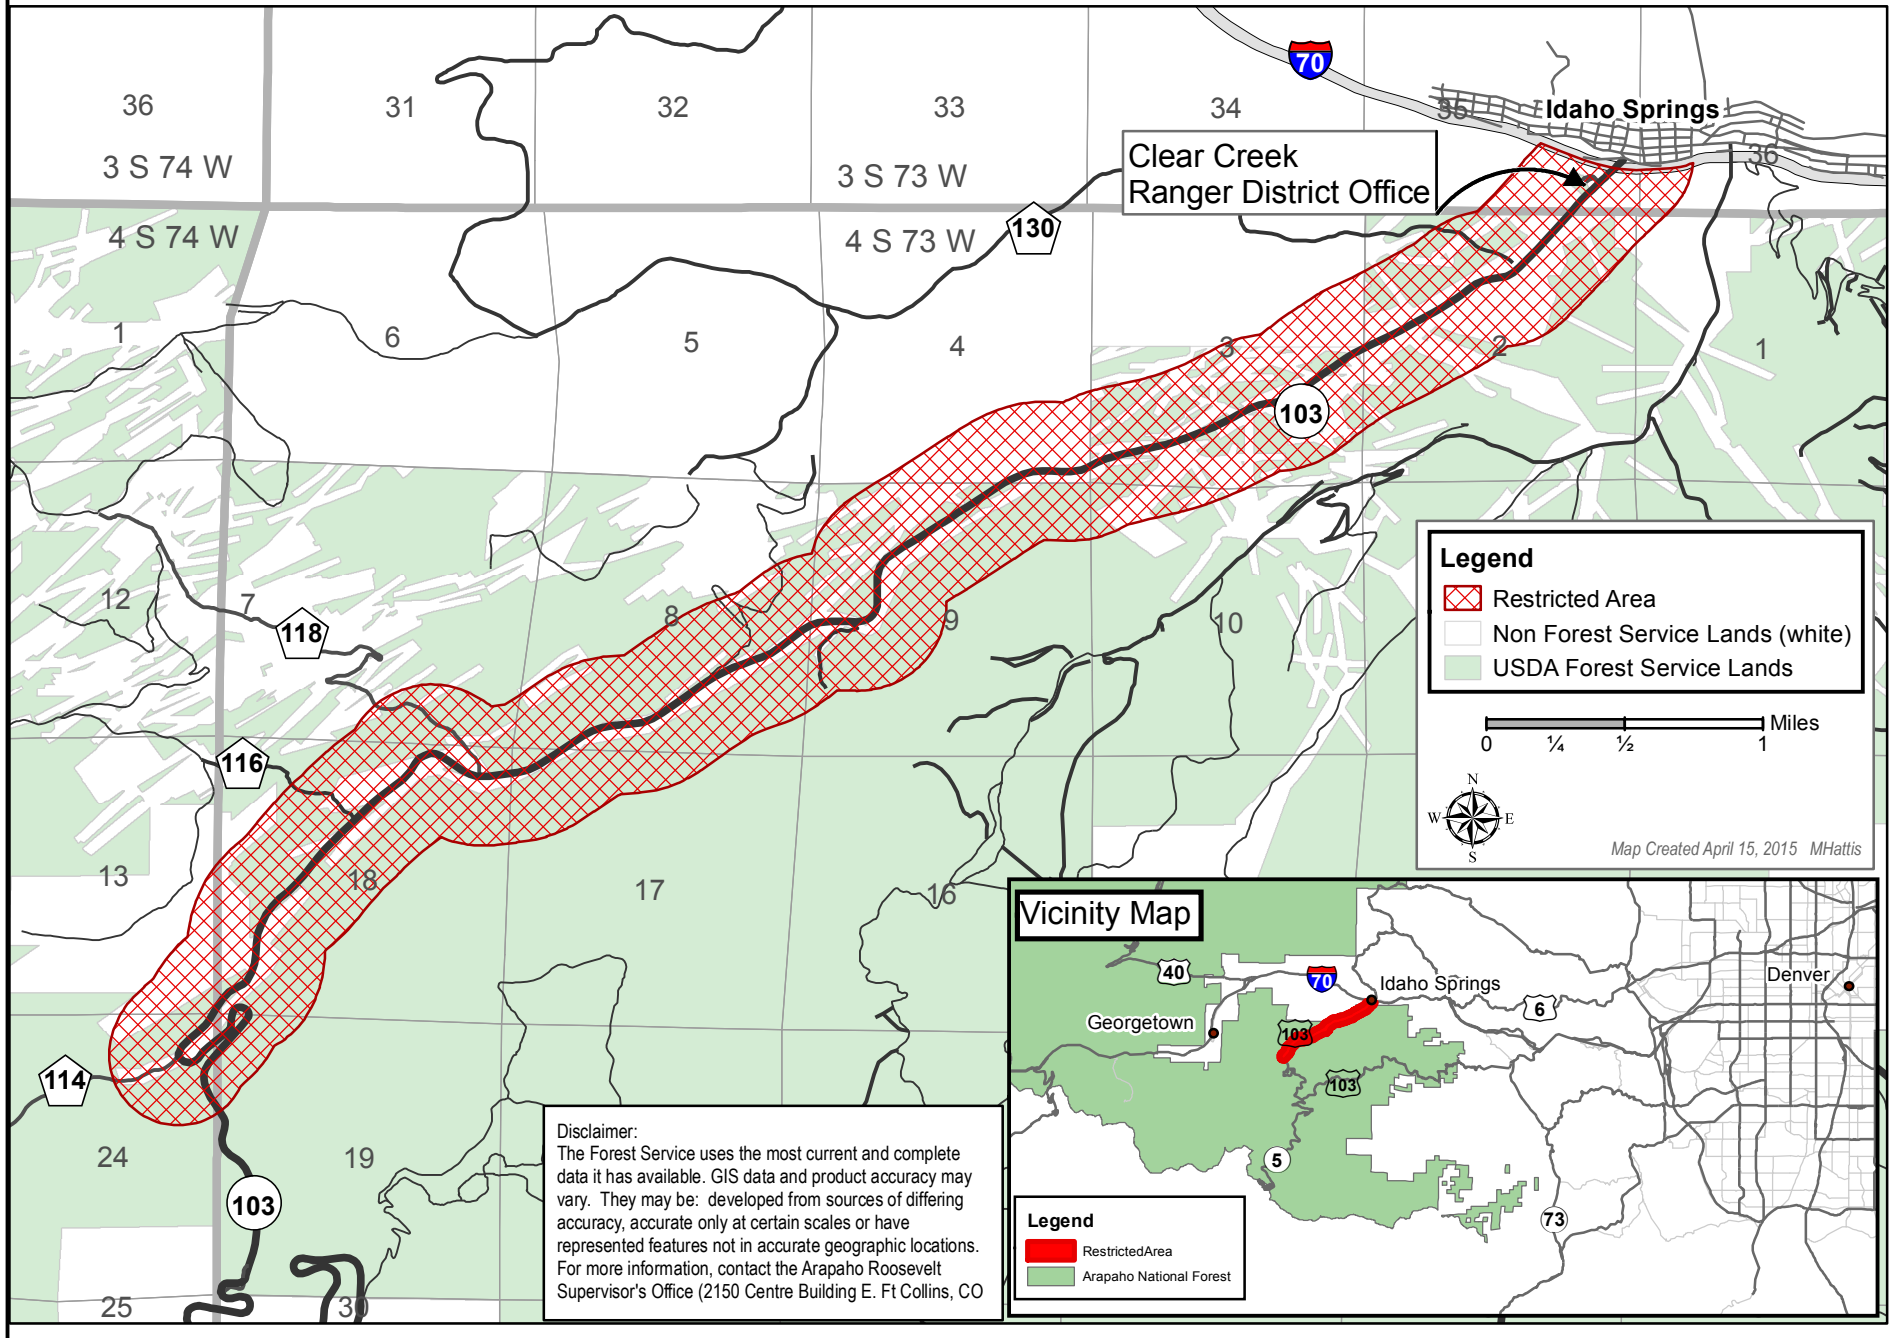 70
36
31
32
33
34
35
Idaho Springs
36
3 S 74 W
3 S 73 W
Clear Creek
Ranger District Office
4 S 74 W
4 S 73 W
130
1
6
5
4
3
2
1
103
12
7
118
8
9
10
116
13
18
17
16
114
24
19
103
25
30
Legend
Restricted Area
Non Forest Service Lands (white)
USDA Forest Service Lands
Miles
0 ¼ ½ 1
N
W E
S
Map Created April 15, 2015 MHattis
Disclaimer:
The Forest Service uses the most current and complete
data it has available. GIS data and product accuracy may
vary. They may be: developed from sources of differing
accuracy, accurate only at certain scales or have
represented features not in accurate geographic locations.
For more information, contact the Arapaho Roosevelt
Supervisor's Office (2150 Centre Building E. Ft Collins, CO
Vicinity Map
40
70
Idaho Springs
Denver
Georgetown
103
6
103
5
73
Legend
RestrictedArea
Arapaho National Forest